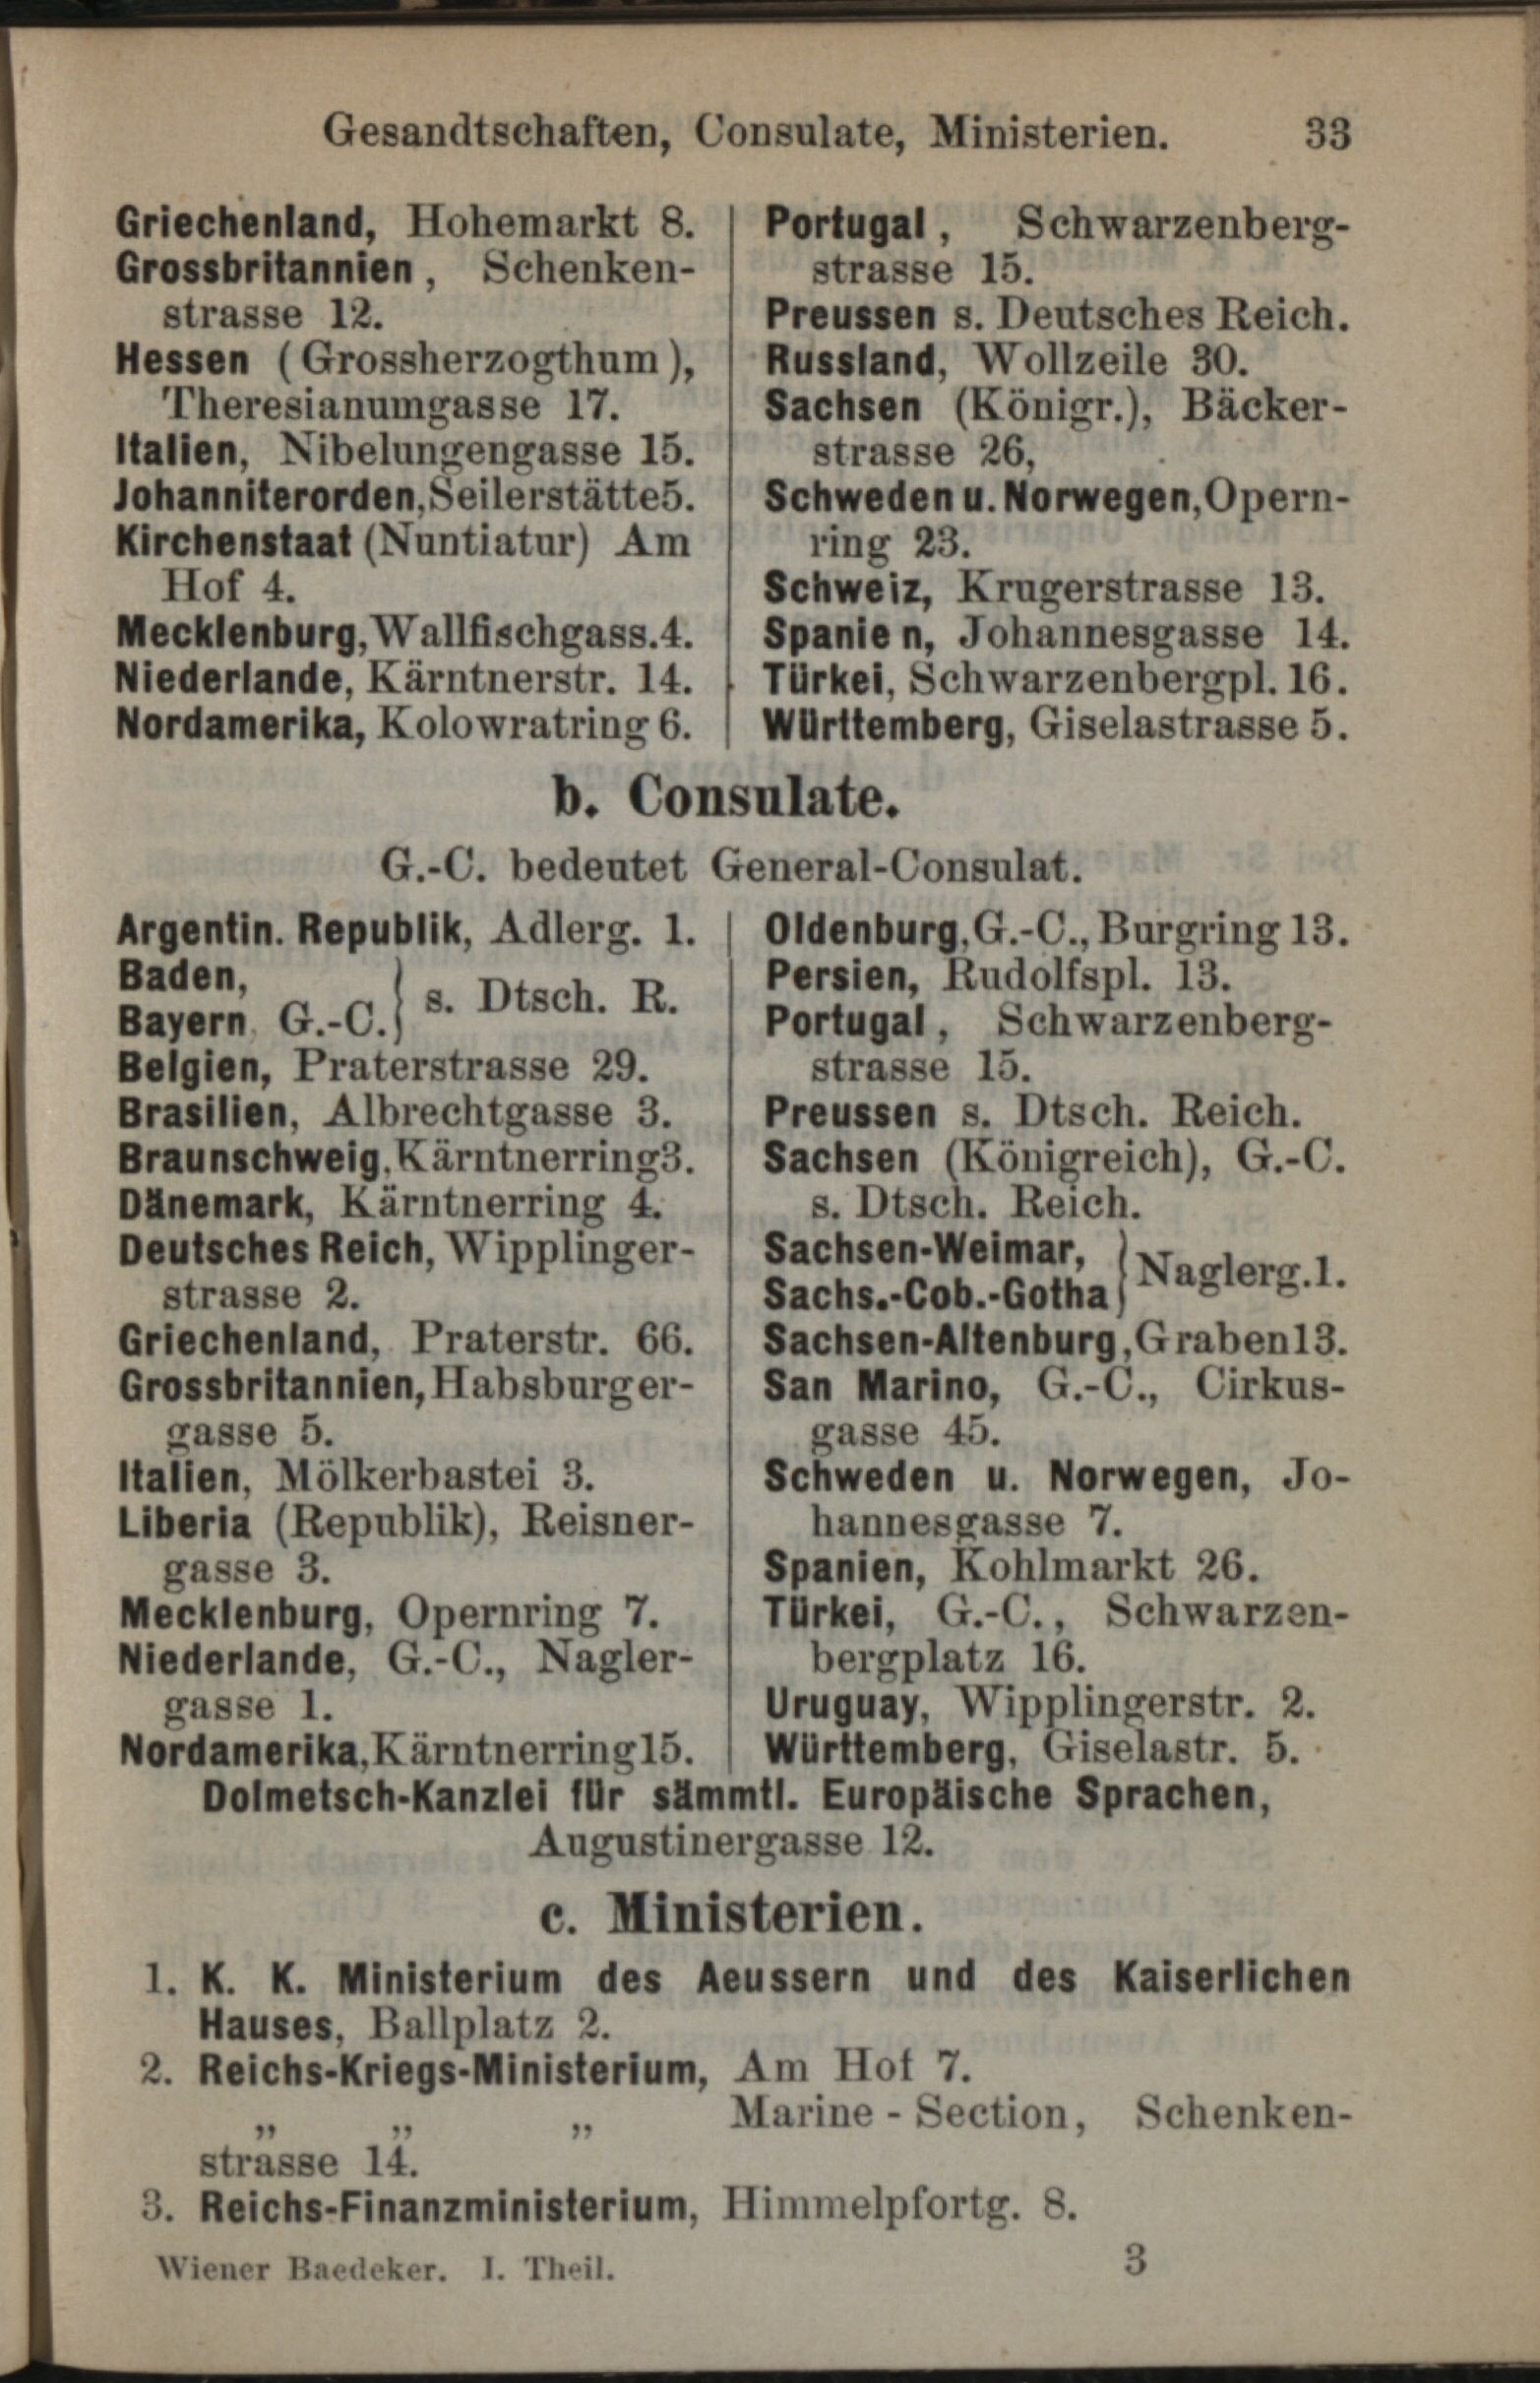 Gesandtschaften, Consulate, Ministerien. 33
Griechenland, Hohemarkt 8.
Grossbritannien, Schenken-
strasse 12.
Hessen (Grossherzogthum),
Theresianumgasse 17.
Italien, Nibelungengasse 15.
Johanniterorden, Seilerstätte 5.
Kirchenstaat (Nuntiatur) Am
Hof 4.
Mecklenburg, Wallfischgass. 4.
Niederlande, Kärntnerstr. 14.
Nordamerika, Kolowratring 6.
Portugal, Schwarzenberg-
strasse 15.
Preussen s. Deutsches Reich.
Russland, Wollzeile 30.
Sachsen (Königr.), Bäcker-
strasse 26,
Schweden u. Norwegen, Opern-
ring 23.
Schweiz, Krugerstrasse 13.
Spanien, Johannesgasse 14.
Türkei, Schwarzenbergpl. 16.
Württemberg, Giselastrasse 5.
b. Consulate.
G.-C. bedeutet General-Consulat.
Argentin. Republik, Adlerg. 1.
Baden,
Bayern, G.-C. } s. Dtsch. R.
Belgien, Praterstrasse 29.
Brasilien, Albrechtgasse 3.
Braunschweig, Kärntnerring 3.
Dänemark, Kärntnerring 4.
Deutsches Reich, Wipplinger-
strasse 2.
Griechenland, Praterstr. 66.
Grossbritannien, Habsburger-
gasse 5.
Italien, Mölkerbastei 3.
Liberia (Republik), Reisner-
gasse 3.
Mecklenburg, Opernring 7.
Niederlande, G.-C., Nagler-
gasse 1.
Nordamerika, Kärntnerring 15.
Oldenburg, G.-C., Burgring 13.
Persien, Rudolfspl. 13.
Portugal, Schwarzenberg-
strasse 15.
Preussen s. Dtsch. Reich.
Sachsen (Königreich), G.-C.
s. Dtsch. Reich.
Sachsen-Weimar,
Sachs.-Cob.-Gotha } Naglerg. 1.
Sachsen-Altenburg, Graben 13.
San Marino, G.-C., Cirkus-
gasse 45.
Schweden u. Norwegen, Jo-
hannesgasse 7.
Spanien, Kohlmarkt 26.
Türkei, G.-C., Schwarzen-
bergplatz 16.
Uruguay, Wipplingerstr. 2.
Württemberg, Giselastr. 5.
Dolmetsch-Kanzlei für sämmtl. Europäische Sprachen,
Augustinergasse 12.
c. Ministerien.
1. K. K. Ministerium des Aeussern und des Kaiserlichen
Hauses, Ballplatz 2.
2. Reichs-Kriegs-Ministerium, Am Hof 7.
„ „ „ Marine-Section, Schenken-
strasse 14.
3. Reichs-Finanzministerium, Himmelpfortg. 8.
Wiener Baedeker. I. Theil. 3